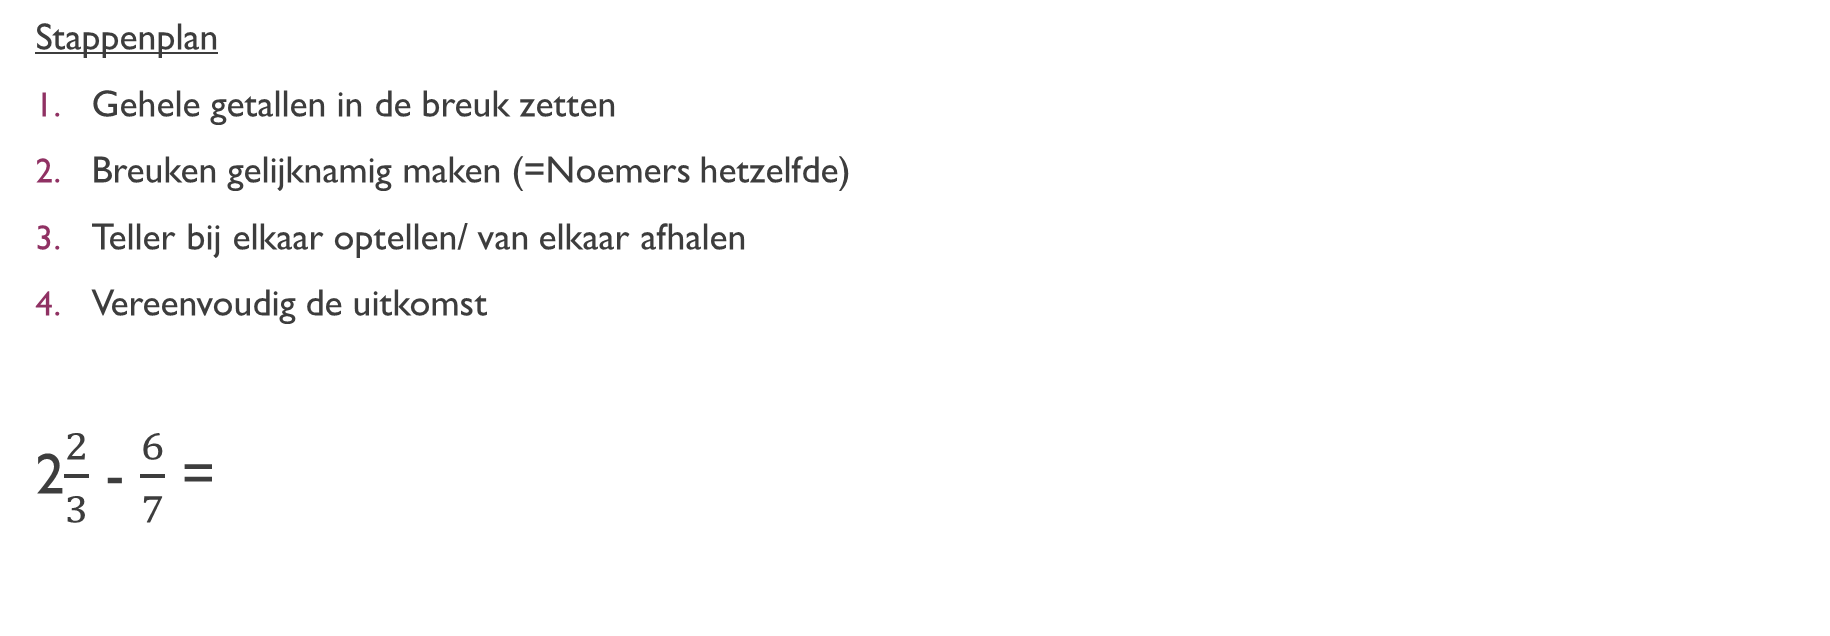 Stappenplan
1. Gehele getallen in de breuk zetten
2. Breuken gelijknamig maken (=Noemers hetzelfde)
3. Teller bij elkaar optellen/ van elkaar afhalen
4. Vereenvoudig de uitkomst
2 2/3 - 6/7 =